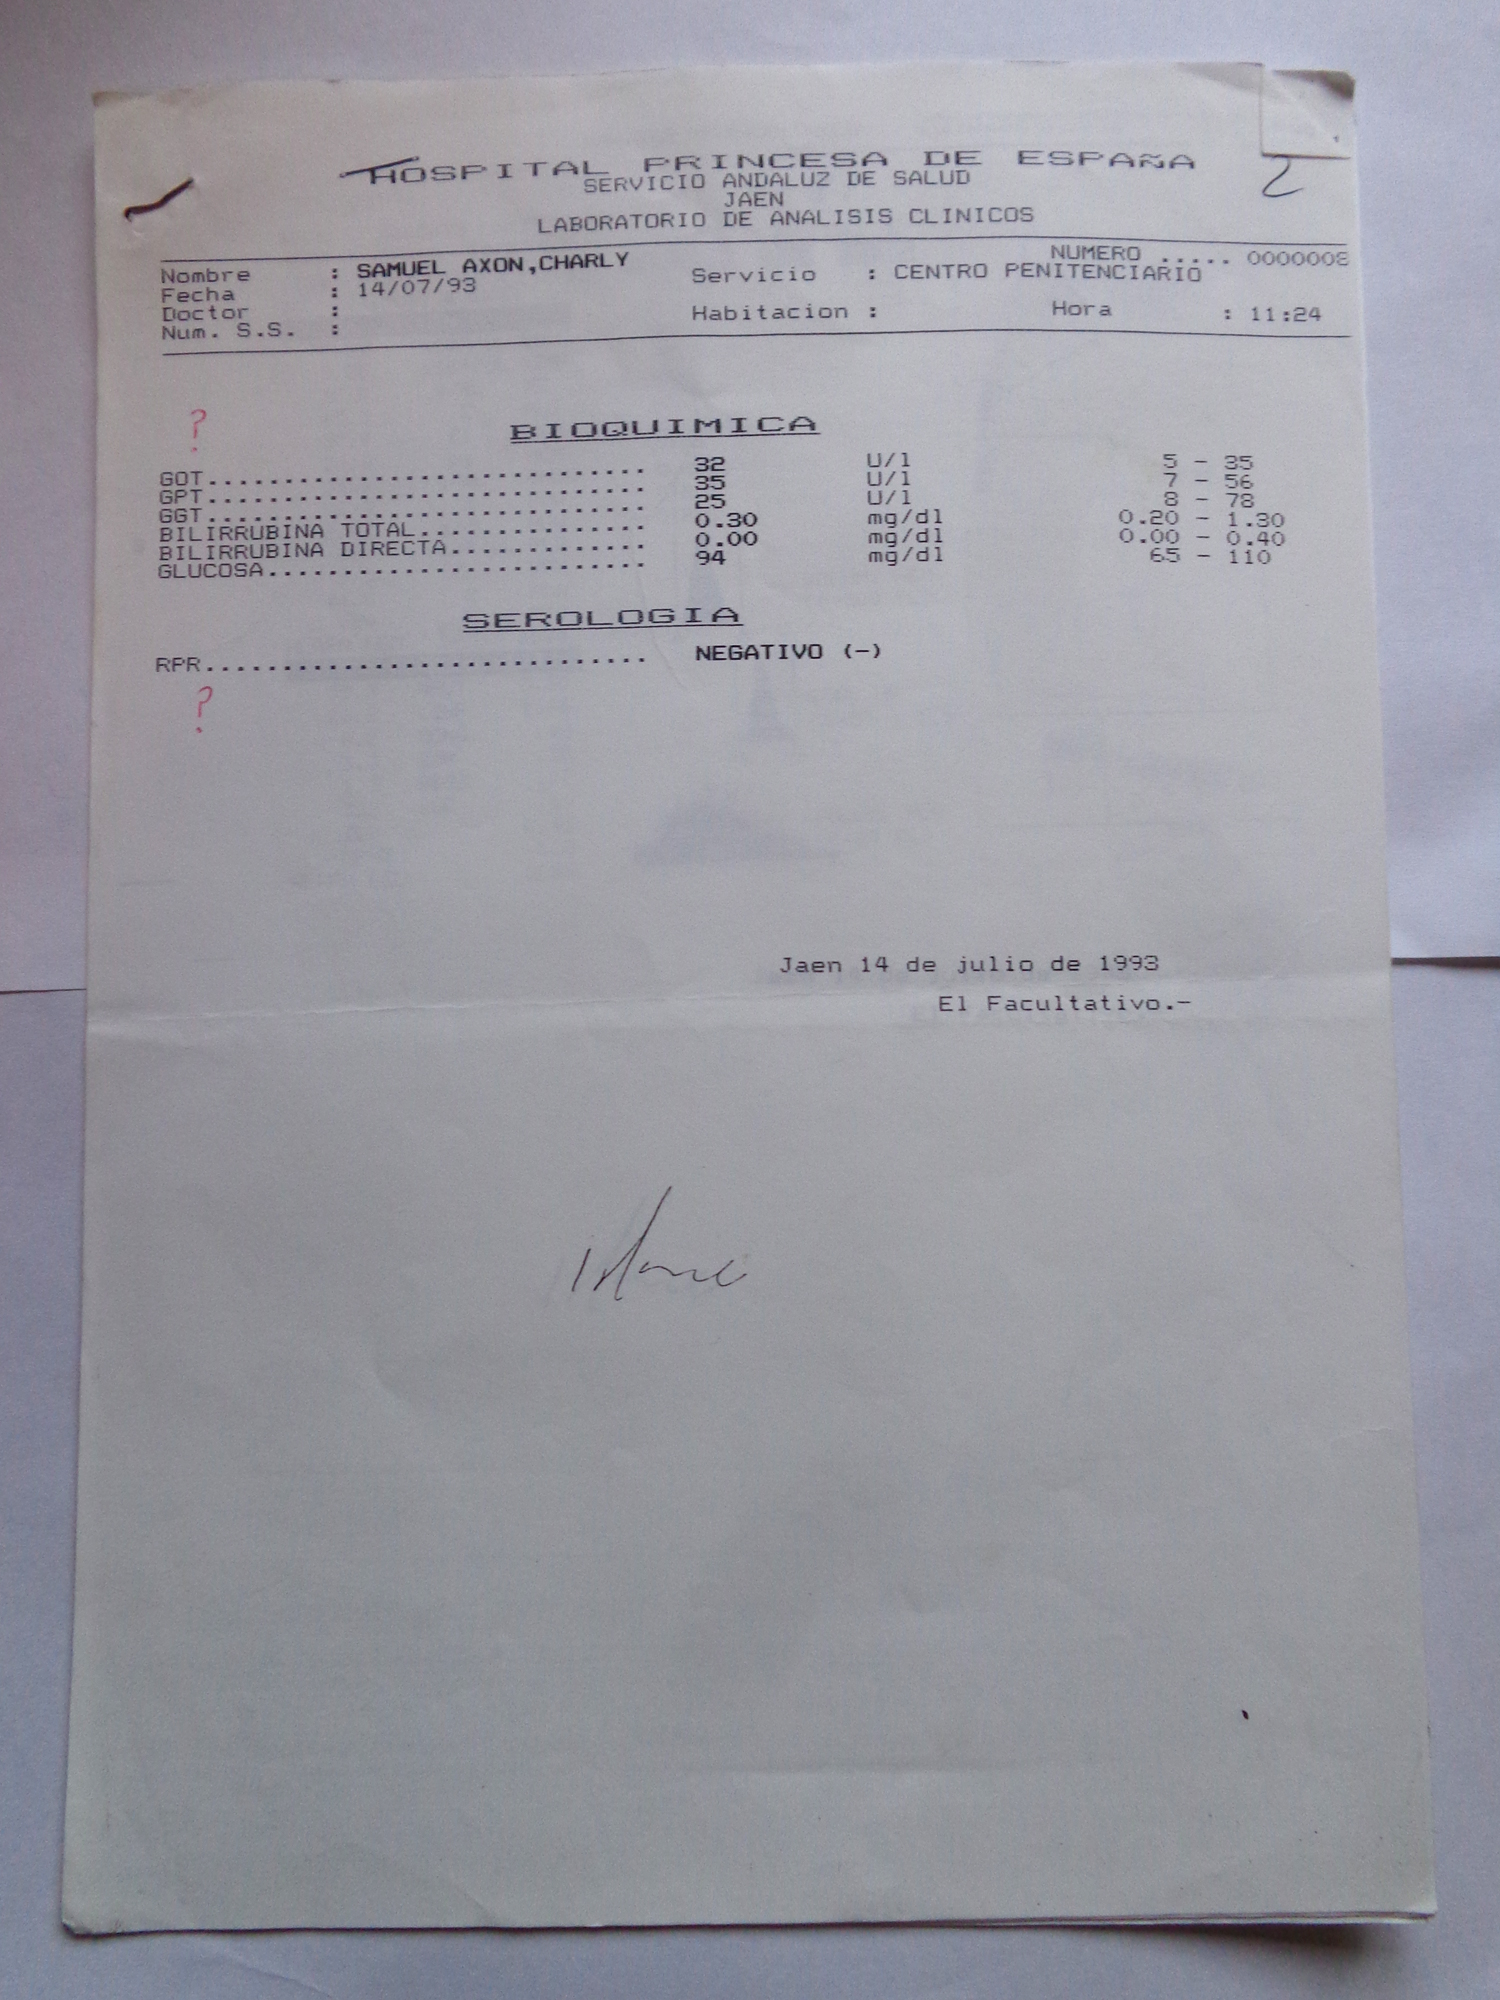 HOSPITAL PRINCESA DE ESPAÑA
2
SERVICIO ANDALUZ DE SALUD
JAEN
LABORATORIO DE ANALISIS CLINICOS
NUMERO ..... 0000008
Nombre : SAMUEL AXON,CHARLY Servicio : CENTRO PENITENCIARIO
Fecha : 14/07/93
Doctor : Habitacion : Hora : 11:24
Num. S.S. :
?
BIOQUIMICA
GOT............................. 32 U/l 5 - 35
GPT............................. 35 U/l 7 - 56
GGT............................. 25 U/l 8 - 78
BILIRRUBINA TOTAL............... 0.30 mg/dl 0.20 - 1.30
BILIRRUBINA DIRECTA............. 0.00 mg/dl 0.00 - 0.40
GLUCOSA......................... 94 mg/dl 65 - 110
SEROLOGIA
RPR............................. NEGATIVO (-)
?
Jaen 14 de julio de 1993
El Facultativo.-